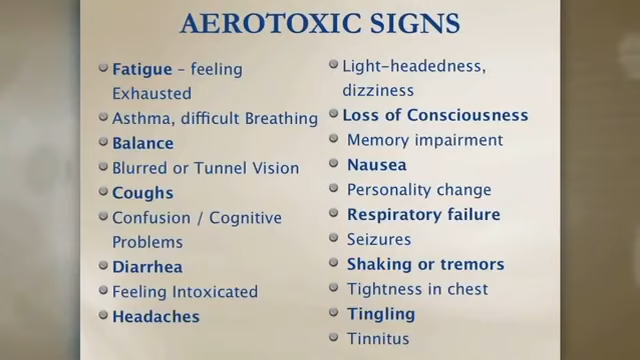 AEROTOXIC SIGNS
Fatigue – feeling
Exhausted
Asthma, difficult Breathing
Balance
Blurred or Tunnel Vision
Coughs
Confusion / Cognitive
Problems
Diarrhea
Feeling Intoxicated
Headaches
Light-headedness,
dizziness
Loss of Consciousness
Memory impairment
Nausea
Personality change
Respiratory failure
Seizures
Shaking or tremors
Tightness in chest
Tingling
Tinnitus